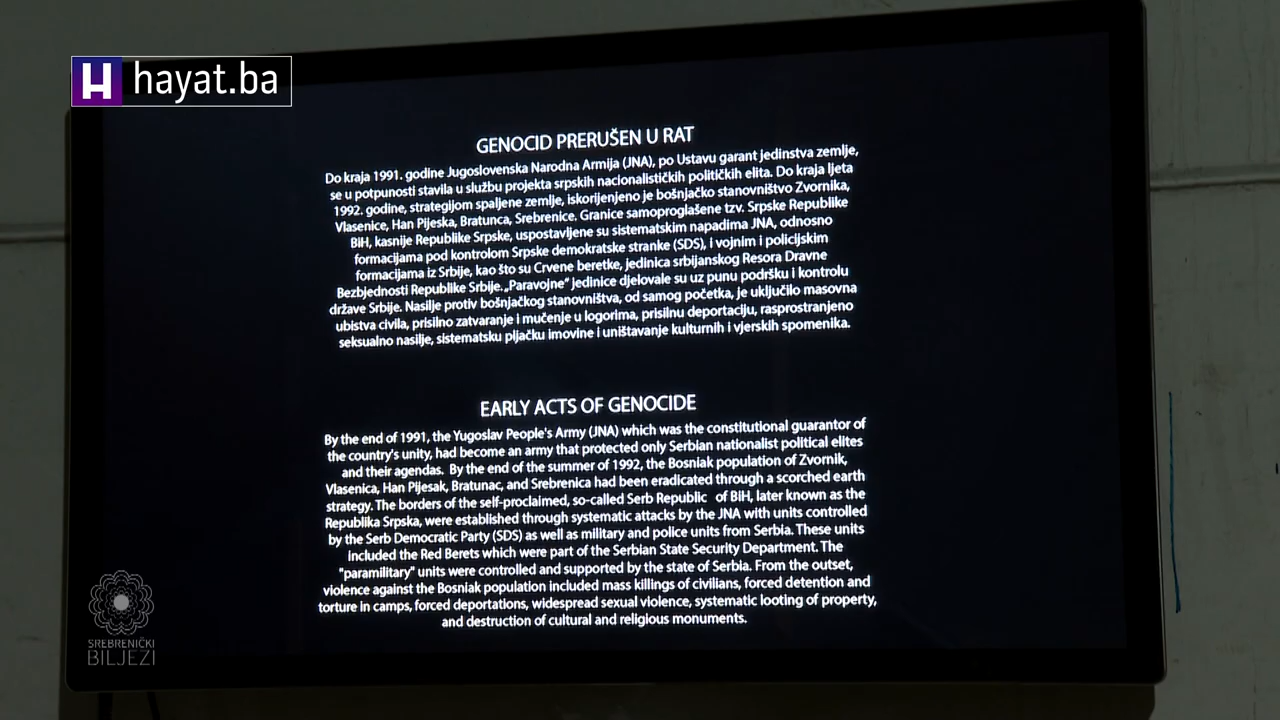 hayat.ba
GENOCID PRERUŠEN U RAT
Do kraja 1991. godine Jugoslovenska Narodna Armija (JNA), po Ustavu garant jedinstva zemlje,
se u potpunosti stavila u službu projekta srpskih nacionalističkih političkih elita. Do kraja ljeta
1992. godine, strategijom spaljene zemlje, iskorijenjeno je bošnjačko stanovništvo Zvornika,
Vlasenice, Han Pijeska, Bratunca, Srebrenice. Granice samoproglašene tzv. Srpske Republike
BiH, kasnije Republike Srpske, uspostavljene su sistematskim napadima JNA, odnosno
formacijama pod kontrolom Srpske demokratske stranke (SDS), i vojnim i policijskim
formacijama iz Srbije, kao što su Crvene beretke, jedinica srbijanskog Resora Dravne
Bezbjednosti Republike Srbije. „Paravojne“ jedinice djelovale su uz punu podršku i kontrolu
države Srbije. Nasilje protiv bošnjačkog stanovništva, od samog početka, je uključilo masovna
ubistva civila, prisilno zatvaranje i mučenje u logorima, prisilnu deportaciju, rasprostranjeno
seksualno nasilje, sistematsku pljačku imovine i uništavanje kulturnih i vjerskih spomenika.
EARLY ACTS OF GENOCIDE
By the end of 1991, the Yugoslav People's Army (JNA) which was the constitutional guarantor of
the country's unity, had become an army that protected only Serbian nationalist political elites
and their agendas. By the end of the summer of 1992, the Bosniak population of Zvornik,
Vlasenica, Han Pijesak, Bratunac, and Srebrenica had been eradicated through a scorched earth
strategy. The borders of the self-proclaimed, so-called Serb Republic of BiH, later known as the
Republika Srpska, were established through systematic attacks by the JNA with units controlled
by the Serb Democratic Party (SDS) as well as military and police units from Serbia. These units
included the Red Berets which were part of the Serbian State Security Department. The
"paramilitary" units were controlled and supported by the state of Serbia. From the outset,
violence against the Bosniak population included mass killings of civilians, forced detention and
torture in camps, forced deportations, widespread sexual violence, systematic looting of property,
and destruction of cultural and religious monuments.
SREBRENIČKI
BILJEZI